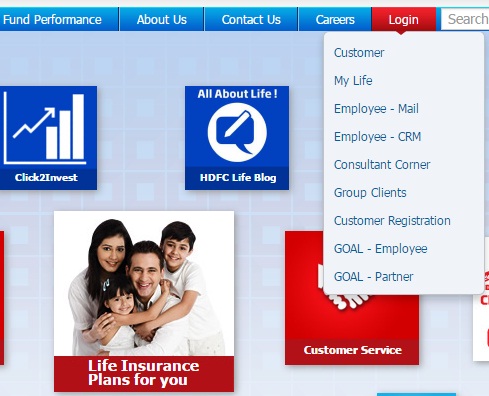 Fund Performance
About Us
Contact Us
Careers
Login
Search
Customer
My Life
Employee - Mail
Employee - CRM
Consultant Corner
Group Clients
Customer Registration
GOAL - Employee
GOAL - Partner
Click2Invest
All About Life !
HDFC Life Blog
Life Insurance
Plans for you
Customer Service